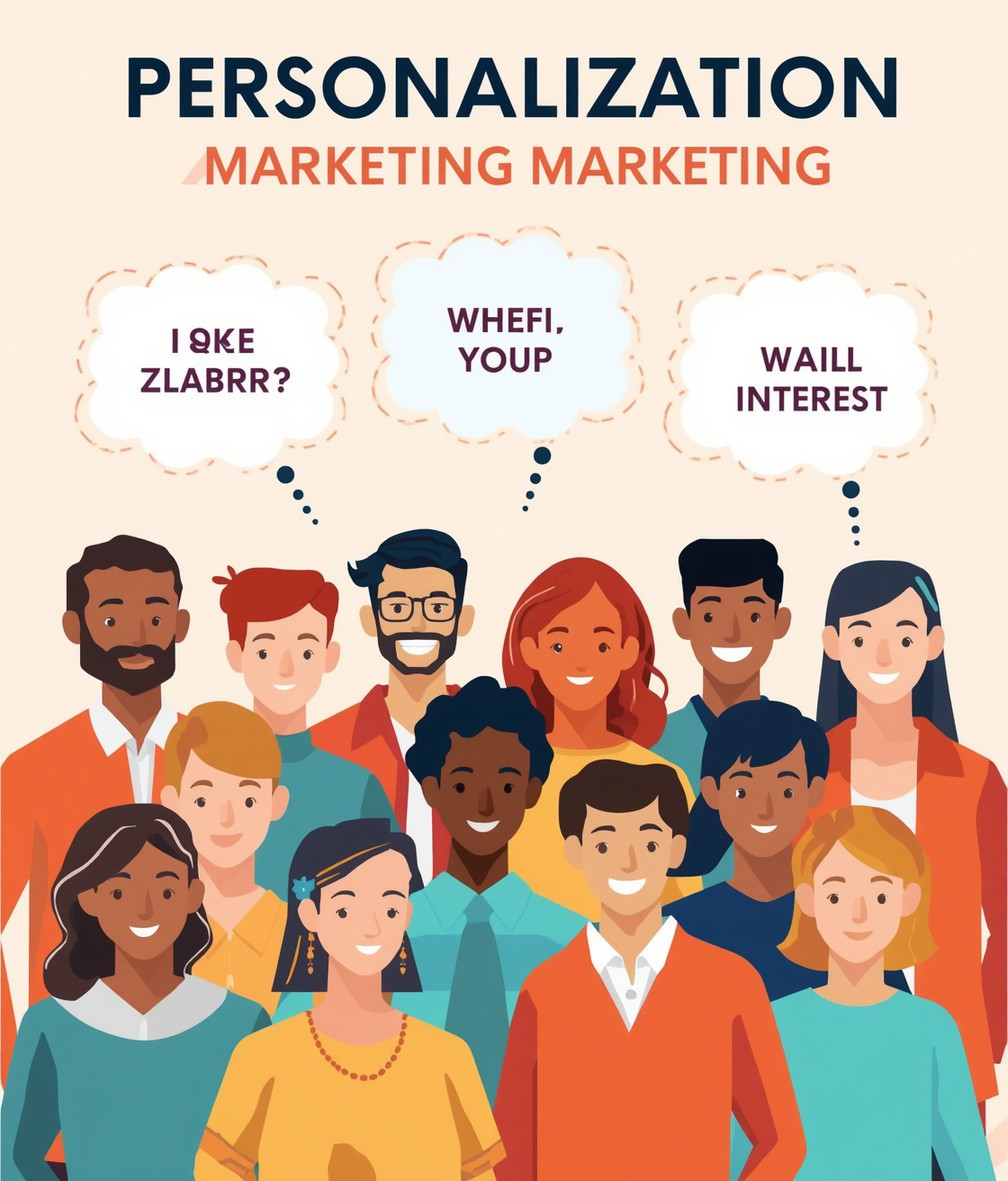 PERSONALIZATION
MARKETING MARKETING
I QKE
ZLABRR?
WHEFI,
YOUP
WAILL
INTEREST